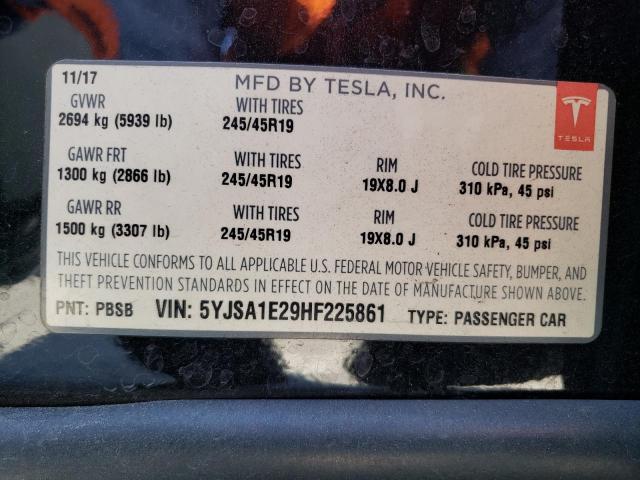 11/17 MFD BY TESLA, INC.
GVWR WITH TIRES
2694 kg (5939 lb) 245/45R19
TESLA
GAWR FRT WITH TIRES RIM COLD TIRE PRESSURE
1300 kg (2866 lb) 245/45R19 19X8.0 J 310 kPa, 45 psi
GAWR RR WITH TIRES RIM COLD TIRE PRESSURE
1500 kg (3307 lb) 245/45R19 19X8.0 J 310 kPa, 45 psi
THIS VEHICLE CONFORMS TO ALL APPLICABLE U.S. FEDERAL MOTOR VEHICLE SAFETY, BUMPER, AND
THEFT PREVENTION STANDARDS IN EFFECT ON THE DATE OF MANUFACTURE SHOWN ABOVE.
PNT: PBSB VIN: 5YJSA1E29HF225861 TYPE: PASSENGER CAR